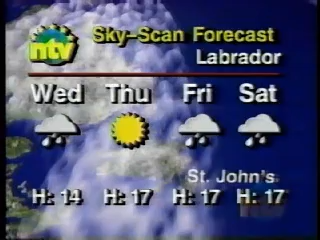 ntv
Sky-Scan Forecast
Labrador
Wed Thu Fri Sat
St. John's
H: 14 H: 17 H: 17 H: 17